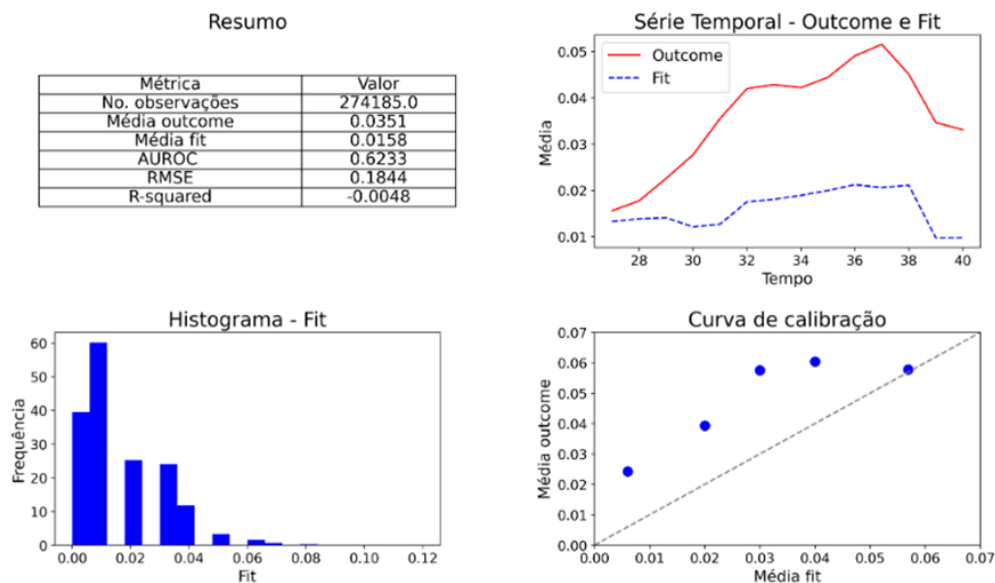 Resumo
Métrica Valor
No. observações 274185.0
Média outcome 0.0351
Média fit 0.0158
AUROC 0.6233
RMSE 0.1844
R-squared -0.0048
Série Temporal - Outcome e Fit
Outcome
Fit
0.05
0.04
0.03
0.02
0.01
Média
28 30 32 34 36 38 40
Tempo
Histograma - Fit
60
50
40
30
20
10
0
Frequência
0.00 0.02 0.04 0.06 0.08 0.10 0.12
Fit
Curva de calibração
0.07
0.06
0.05
0.04
0.03
0.02
0.01
0.00
Média outcome
0.00 0.01 0.02 0.03 0.04 0.05 0.06 0.07
Média fit